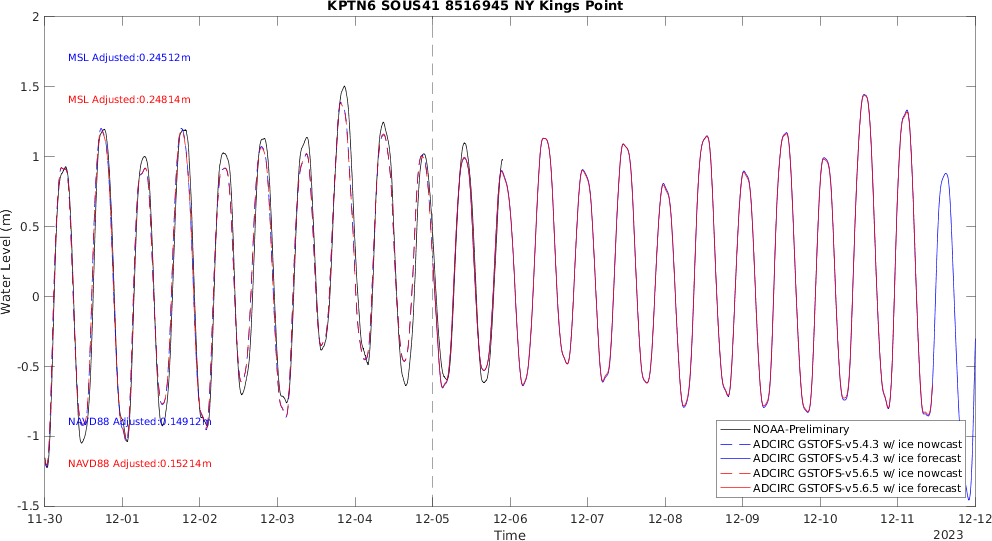 KPTN6 SOUS41 8516945 NY Kings Point
2
1.5
1
0.5
0
-0.5
-1
-1.5
Water Level (m)
MSL Adjusted:0.24512m
MSL Adjusted:0.24814m
NAVD88 Adjusted:0.14912m
NAVD88 Adjusted:0.15214m
NOAA-Preliminary
ADCIRC GSTOFS-v5.4.3 w/ ice nowcast
ADCIRC GSTOFS-v5.4.3 w/ ice forecast
ADCIRC GSTOFS-v5.6.5 w/ ice nowcast
ADCIRC GSTOFS-v5.6.5 w/ ice forecast
11-30 12-01 12-02 12-03 12-04 12-05 12-06 12-07 12-08 12-09 12-10 12-11 12-12
Time
2023